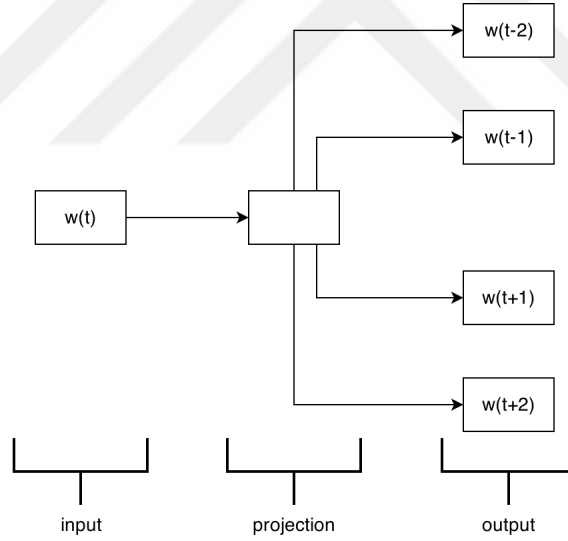 w(t-2)
w(t-1)
w(t)
w(t+1)
w(t+2)
input
projection
output